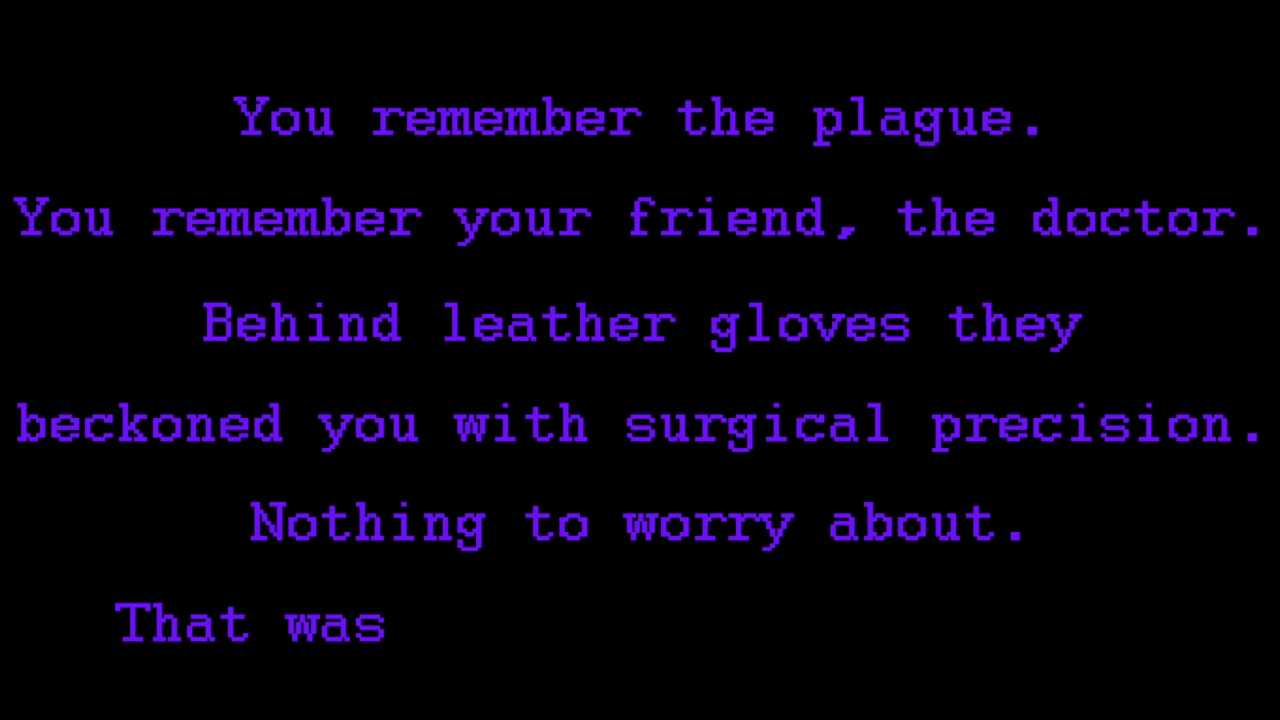 You remember the plague.
You remember your friend, the doctor.
Behind leather gloves they
beckoned you with surgical precision.
Nothing to worry about.
That was